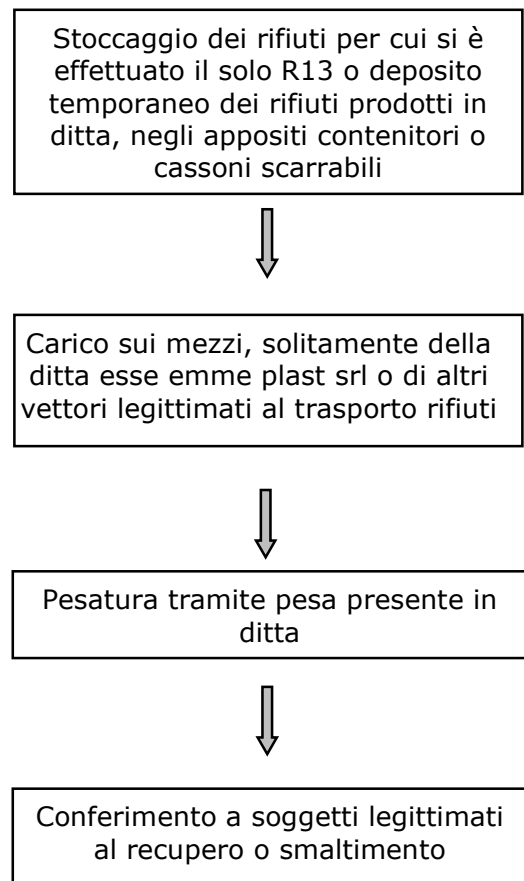 Stoccaggio dei rifiuti per cui si è
effettuato il solo R13 o deposito
temporaneo dei rifiuti prodotti in
ditta, negli appositi contenitori o
cassoni scarrabili
Carico sui mezzi, solitamente della
ditta esse emme plast srl o di altri
vettori legittimati al trasporto rifiuti
Pesatura tramite pesa presente in
ditta
Conferimento a soggetti legittimati
al recupero o smaltimento